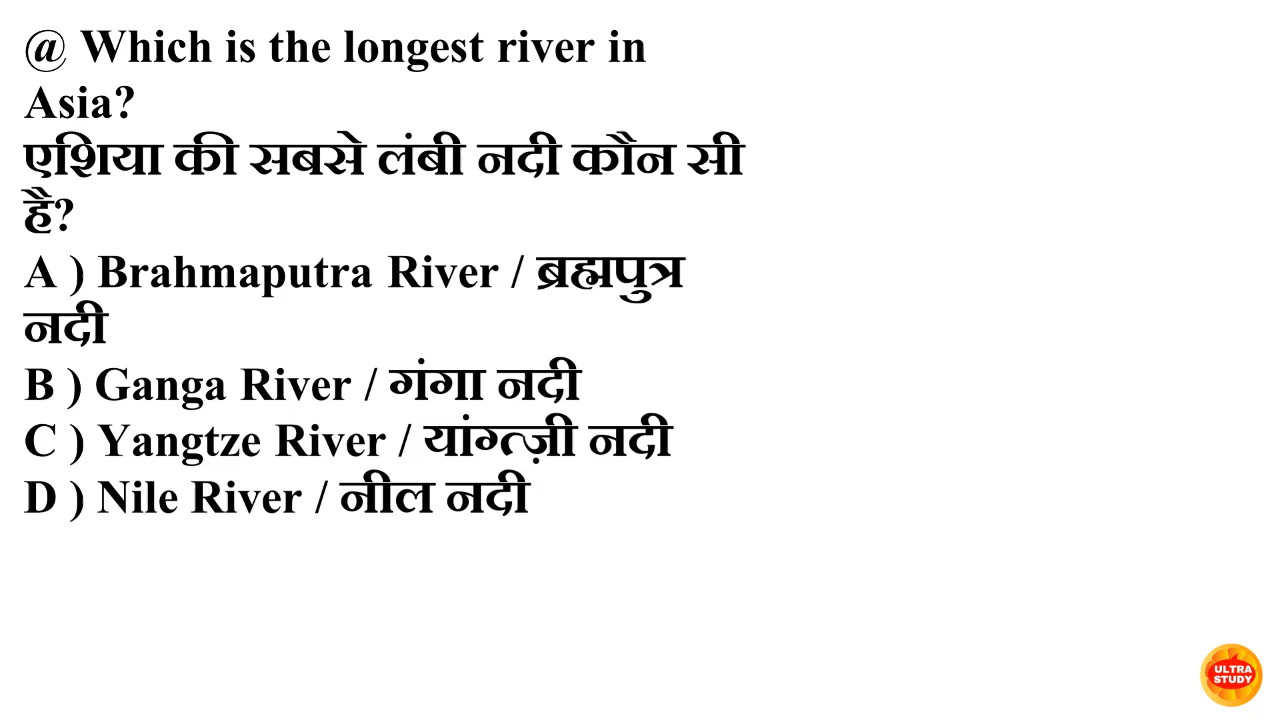 @ Which is the longest river in
Asia?
एशिया की सबसे लंबी नदी कौन सी
है?
A ) Brahmaputra River / ब्रह्मपुत्र
नदी
B ) Ganga River / गंगा नदी
C ) Yangtze River / यांग्त्ज़ी नदी
D ) Nile River / नील नदी
ULTRA
STUDY